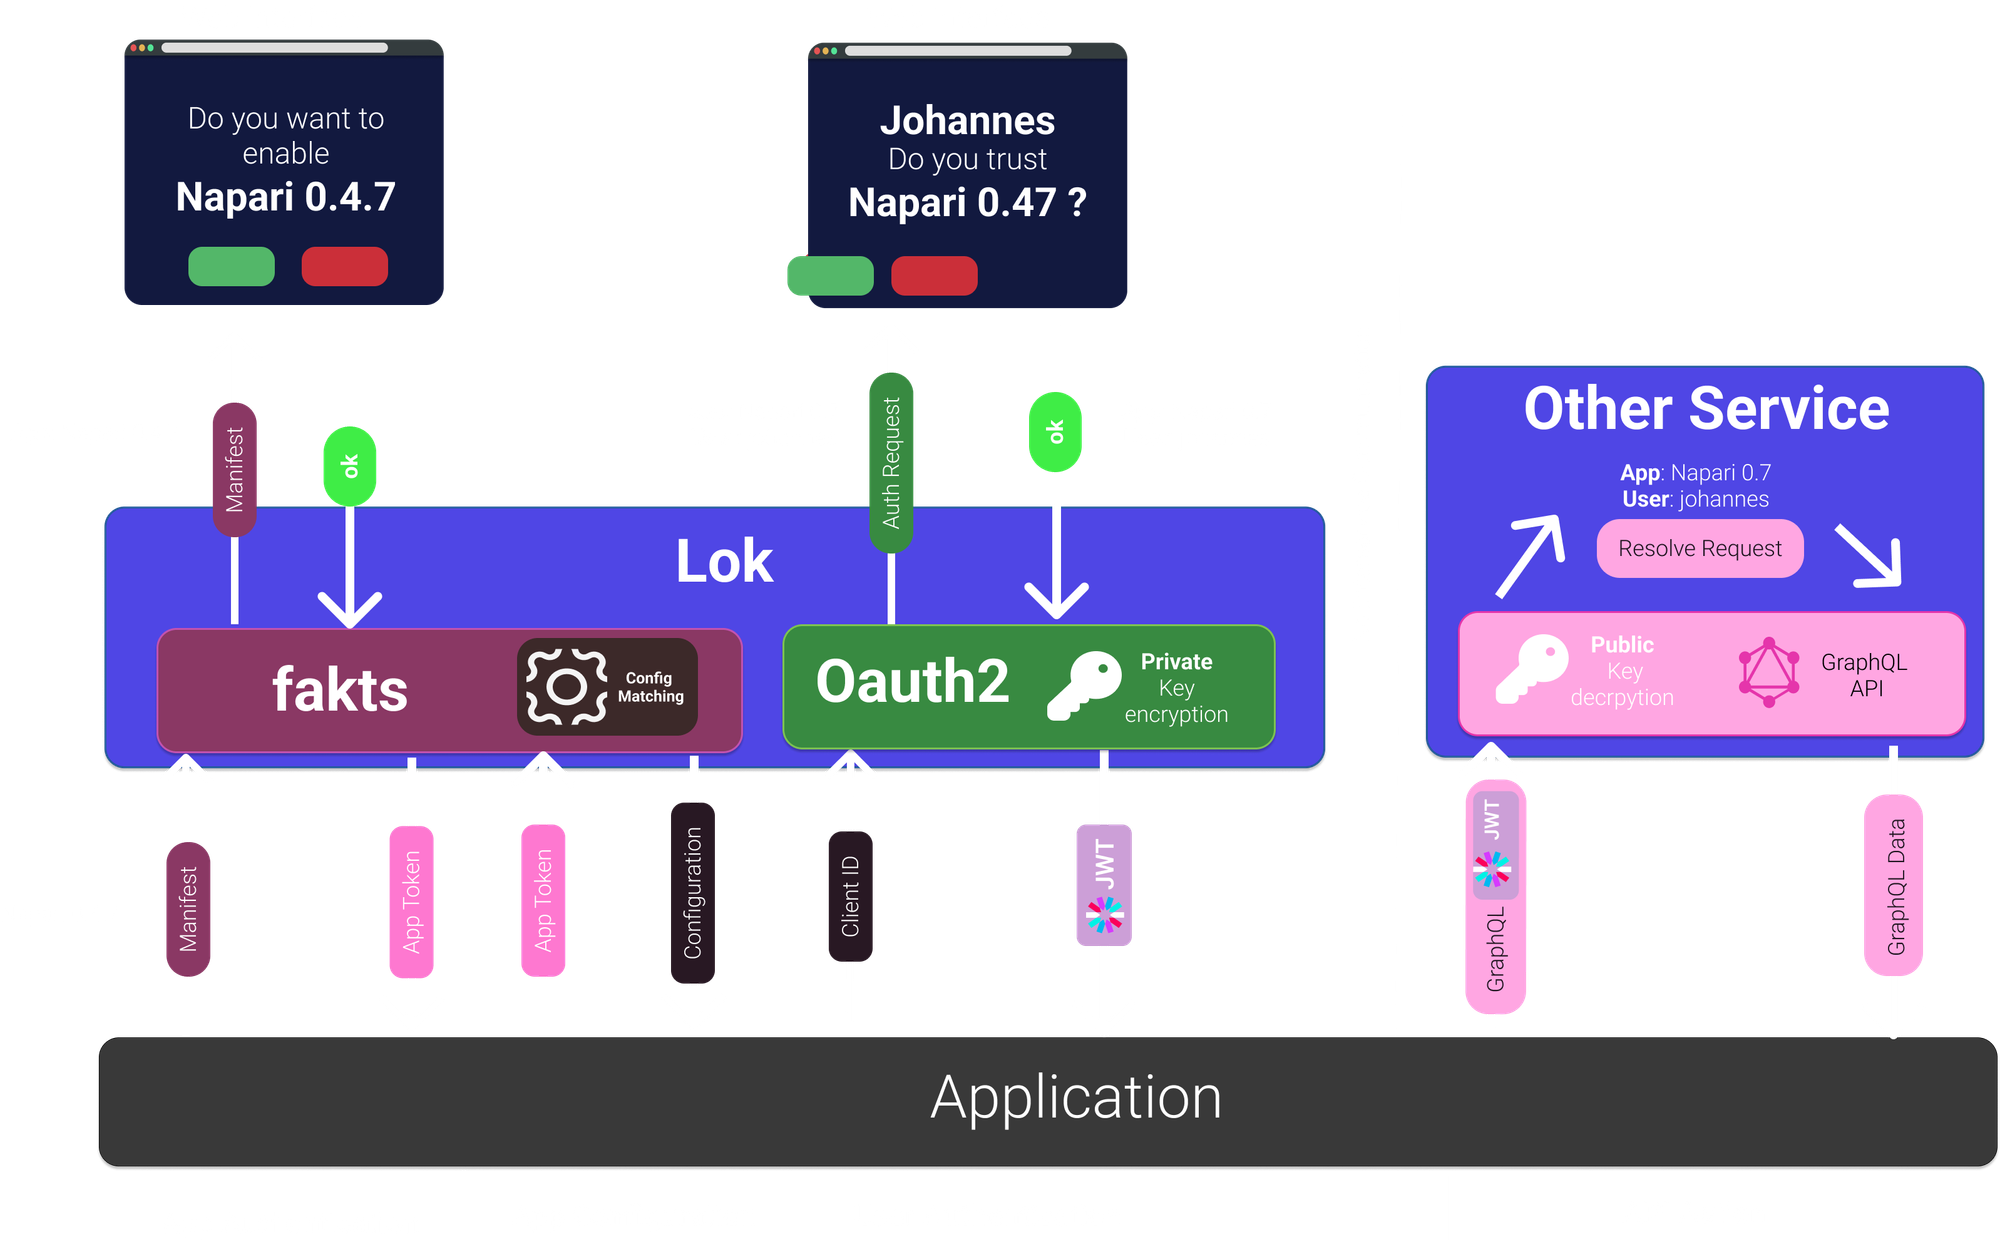 Do you want to
enable
Napari 0.4.7
Johannes
Do you trust
Napari 0.47 ?
Manifest
ok
Auth Request
ok
Lok
fakts
Config
Matching
Oauth2
Private
Key
encryption
Other Service
App: Napari 0.7
User: johannes
Resolve Request
Public
Key
decrpytion
GraphQL
API
Manifest
App Token
App Token
Configuration
Client ID
JWT
GraphQL JWT
GraphQL Data
Application